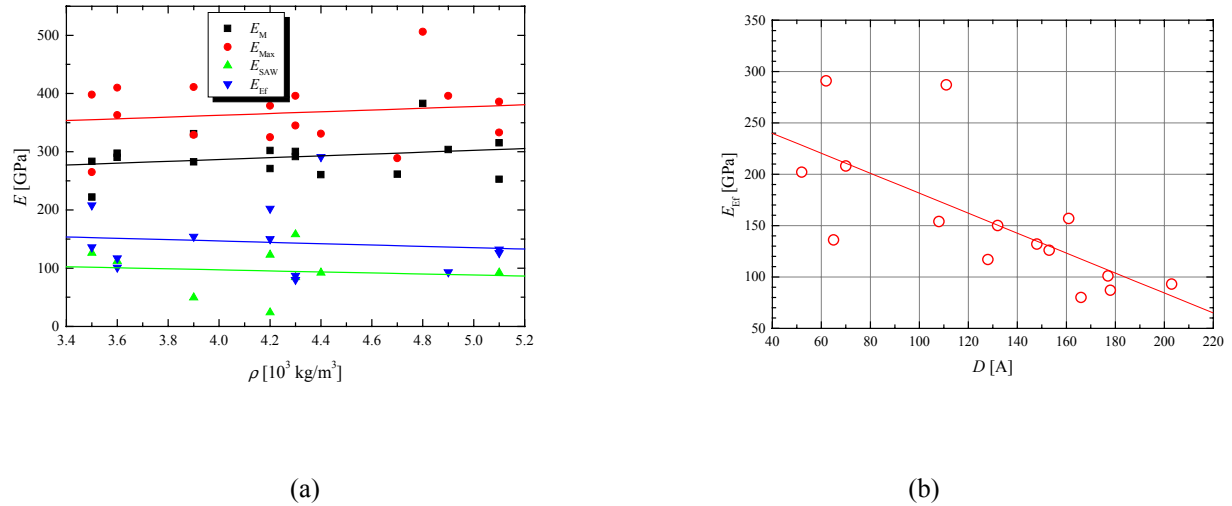 E_M
E_Max
E_SAW
E_Ef
500
400
300
200
100
0
E [GPa]
3.4 3.6 3.8 4.0 4.2 4.4 4.6 4.8 5.0 5.2
ρ [10³ kg/m³]
(a)
350
300
250
200
150
100
50
E_Ef [GPa]
40 60 80 100 120 140 160 180 200 220
D [A]
(b)